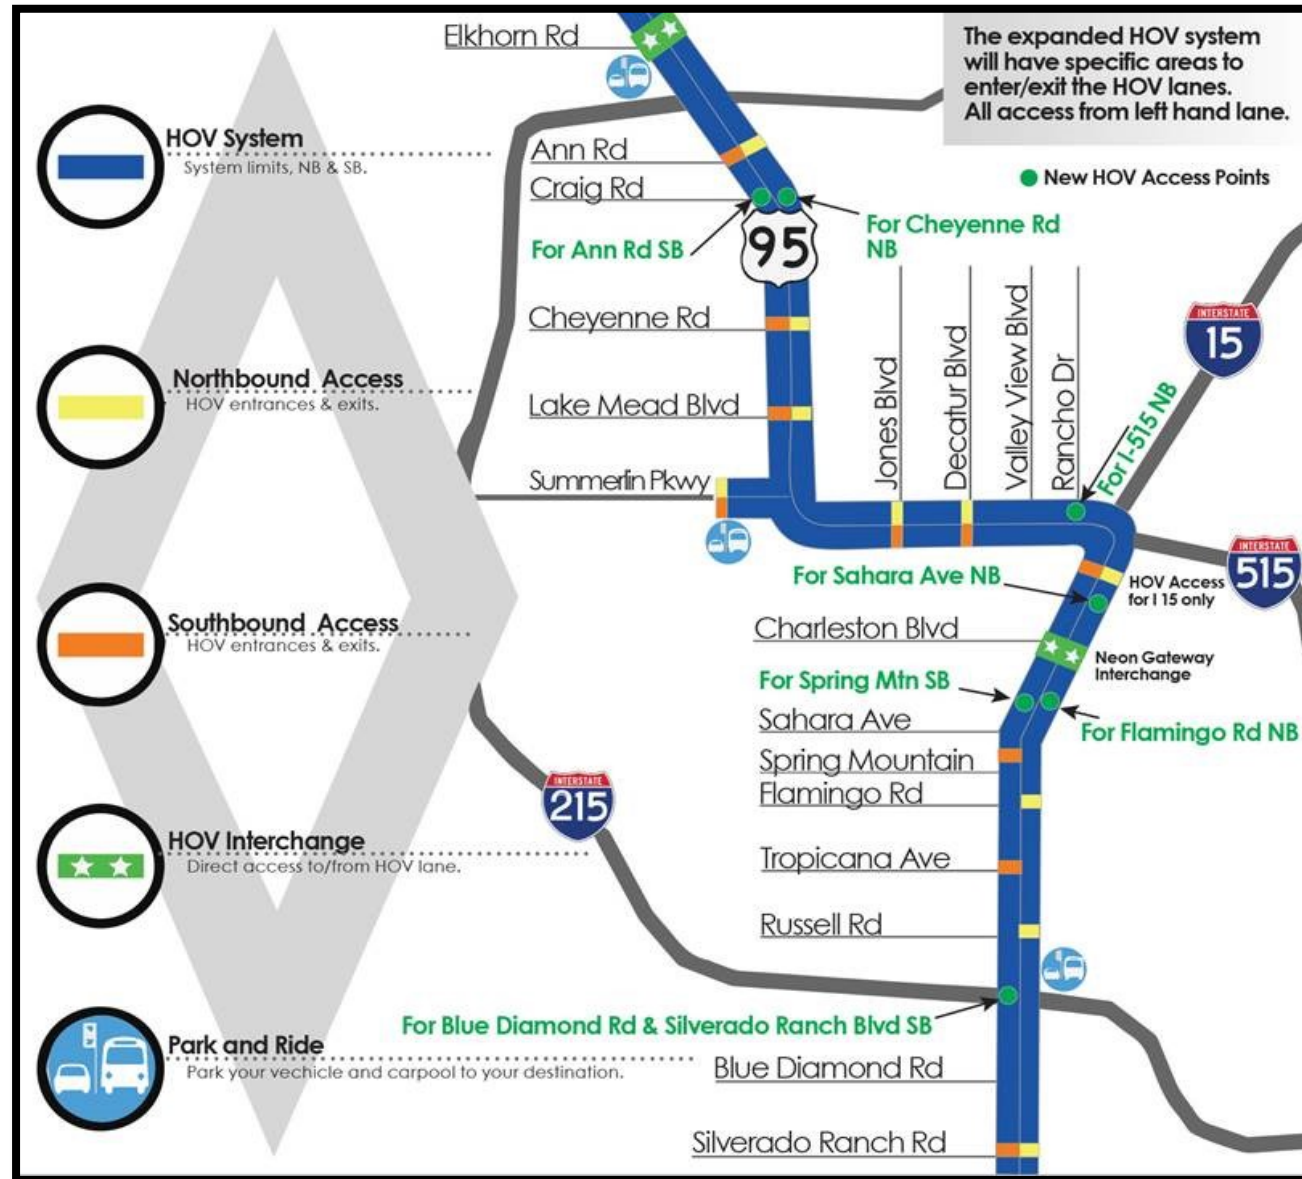 The expanded HOV system
will have specific areas to
enter/exit the HOV lanes.
All access from left hand lane.
New HOV Access Points
HOV System
System limits, NB & SB.
Northbound Access
HOV entrances & exits.
Southbound Access
HOV entrances & exits.
HOV Interchange
Direct access to/from HOV lane.
Park and Ride
Park your vechicle and carpool to your destination.
Elkhorn Rd
Ann Rd
Craig Rd
For Ann Rd SB
95
For Cheyenne Rd
NB
Cheyenne Rd
Lake Mead Blvd
Summerlin Pkwy
Jones Blvd
Decatur Blvd
Valley View Blvd
Rancho Dr
For I-515 NB
INTERSTATE
15
INTERSTATE
515
For Sahara Ave NB
HOV Access
for I 15 only
Charleston Blvd
Neon Gateway
Interchange
For Spring Mtn SB
Sahara Ave
For Flamingo Rd NB
Spring Mountain
Flamingo Rd
INTERSTATE
215
Tropicana Ave
Russell Rd
For Blue Diamond Rd & Silverado Ranch Blvd SB
Blue Diamond Rd
Silverado Ranch Rd